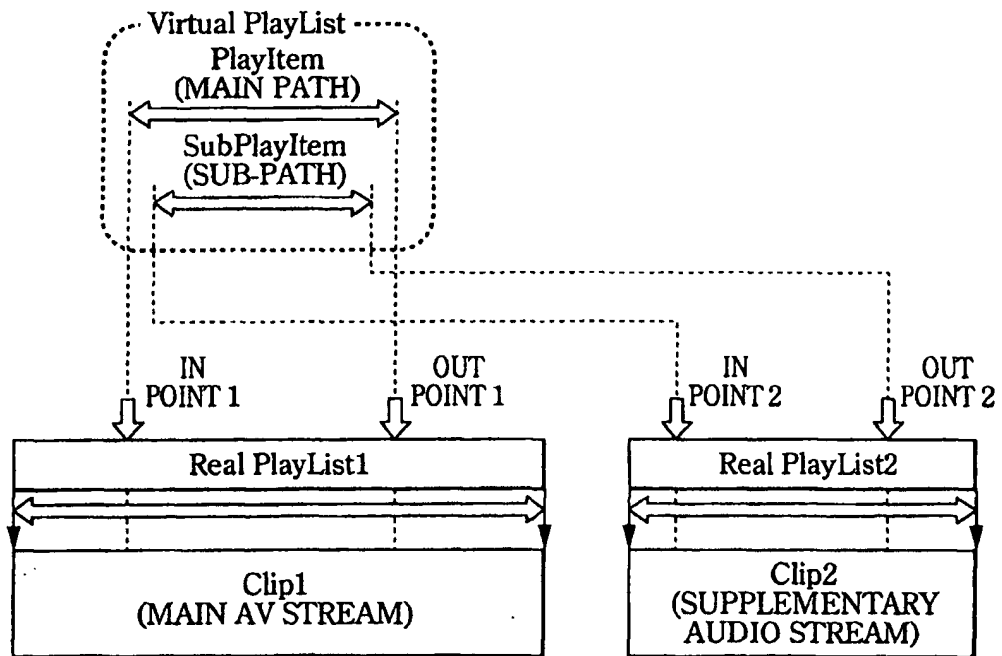 Virtual PlayList
PlayItem
(MAIN PATH)
SubPlayItem
(SUB-PATH)
IN
POINT 1
OUT
POINT 1
IN
POINT 2
OUT
POINT 2
Real PlayList1
Real PlayList2
Clip1
(MAIN AV STREAM)
Clip2
(SUPPLEMENTARY
AUDIO STREAM)